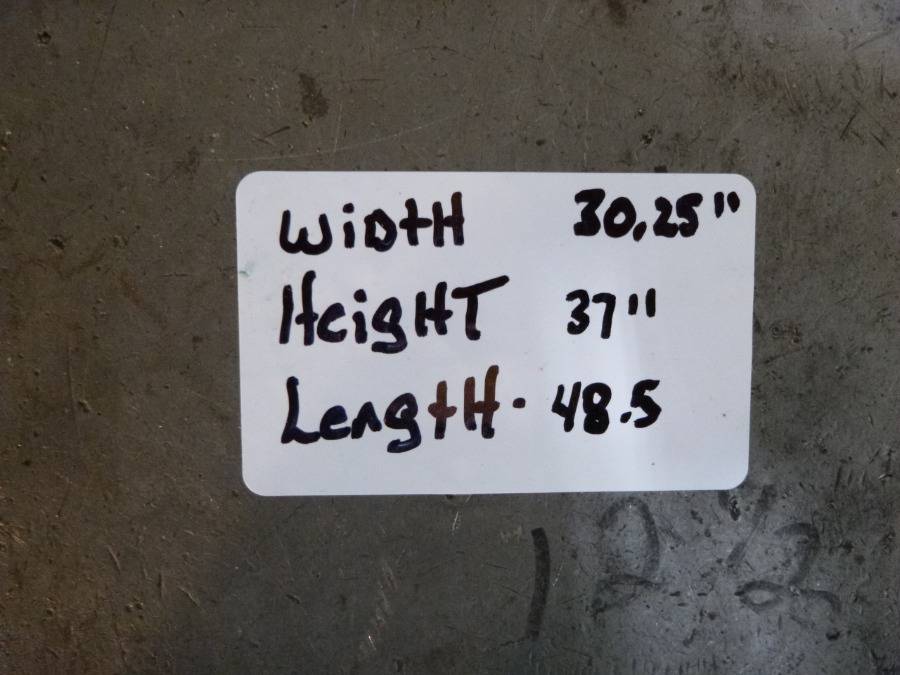 WiDtH 30.25"
HeigHT 37"
LengtH. 48.5